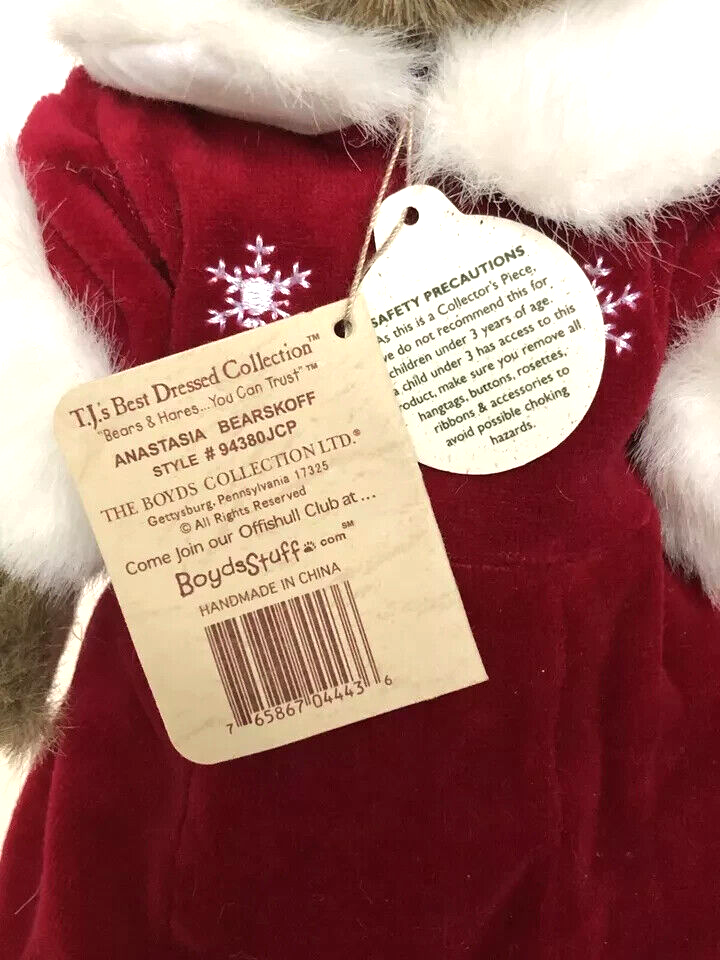 T.J.'s Best Dressed Collection™
"Bears & Hares...You Can Trust"™
ANASTASIA BEARSKOFF
STYLE # 94380JCP
THE BOYDS COLLECTION LTD.®
Gettysburg, Pennsylvania 17325
© All Rights Reserved
Come Join our Offishull Club at ...
BoydsStuff.com℠
HANDMADE IN CHINA
7 65867 04443 6
SAFETY PRECAUTIONS
As this is a Collector's Piece,
we do not recommend this for
children under 3 years of age.
a child under 3 has access to this
product, make sure you remove all
hangtags, buttons, rosettes,
ribbons & accessories to
avoid possible choking
hazards.